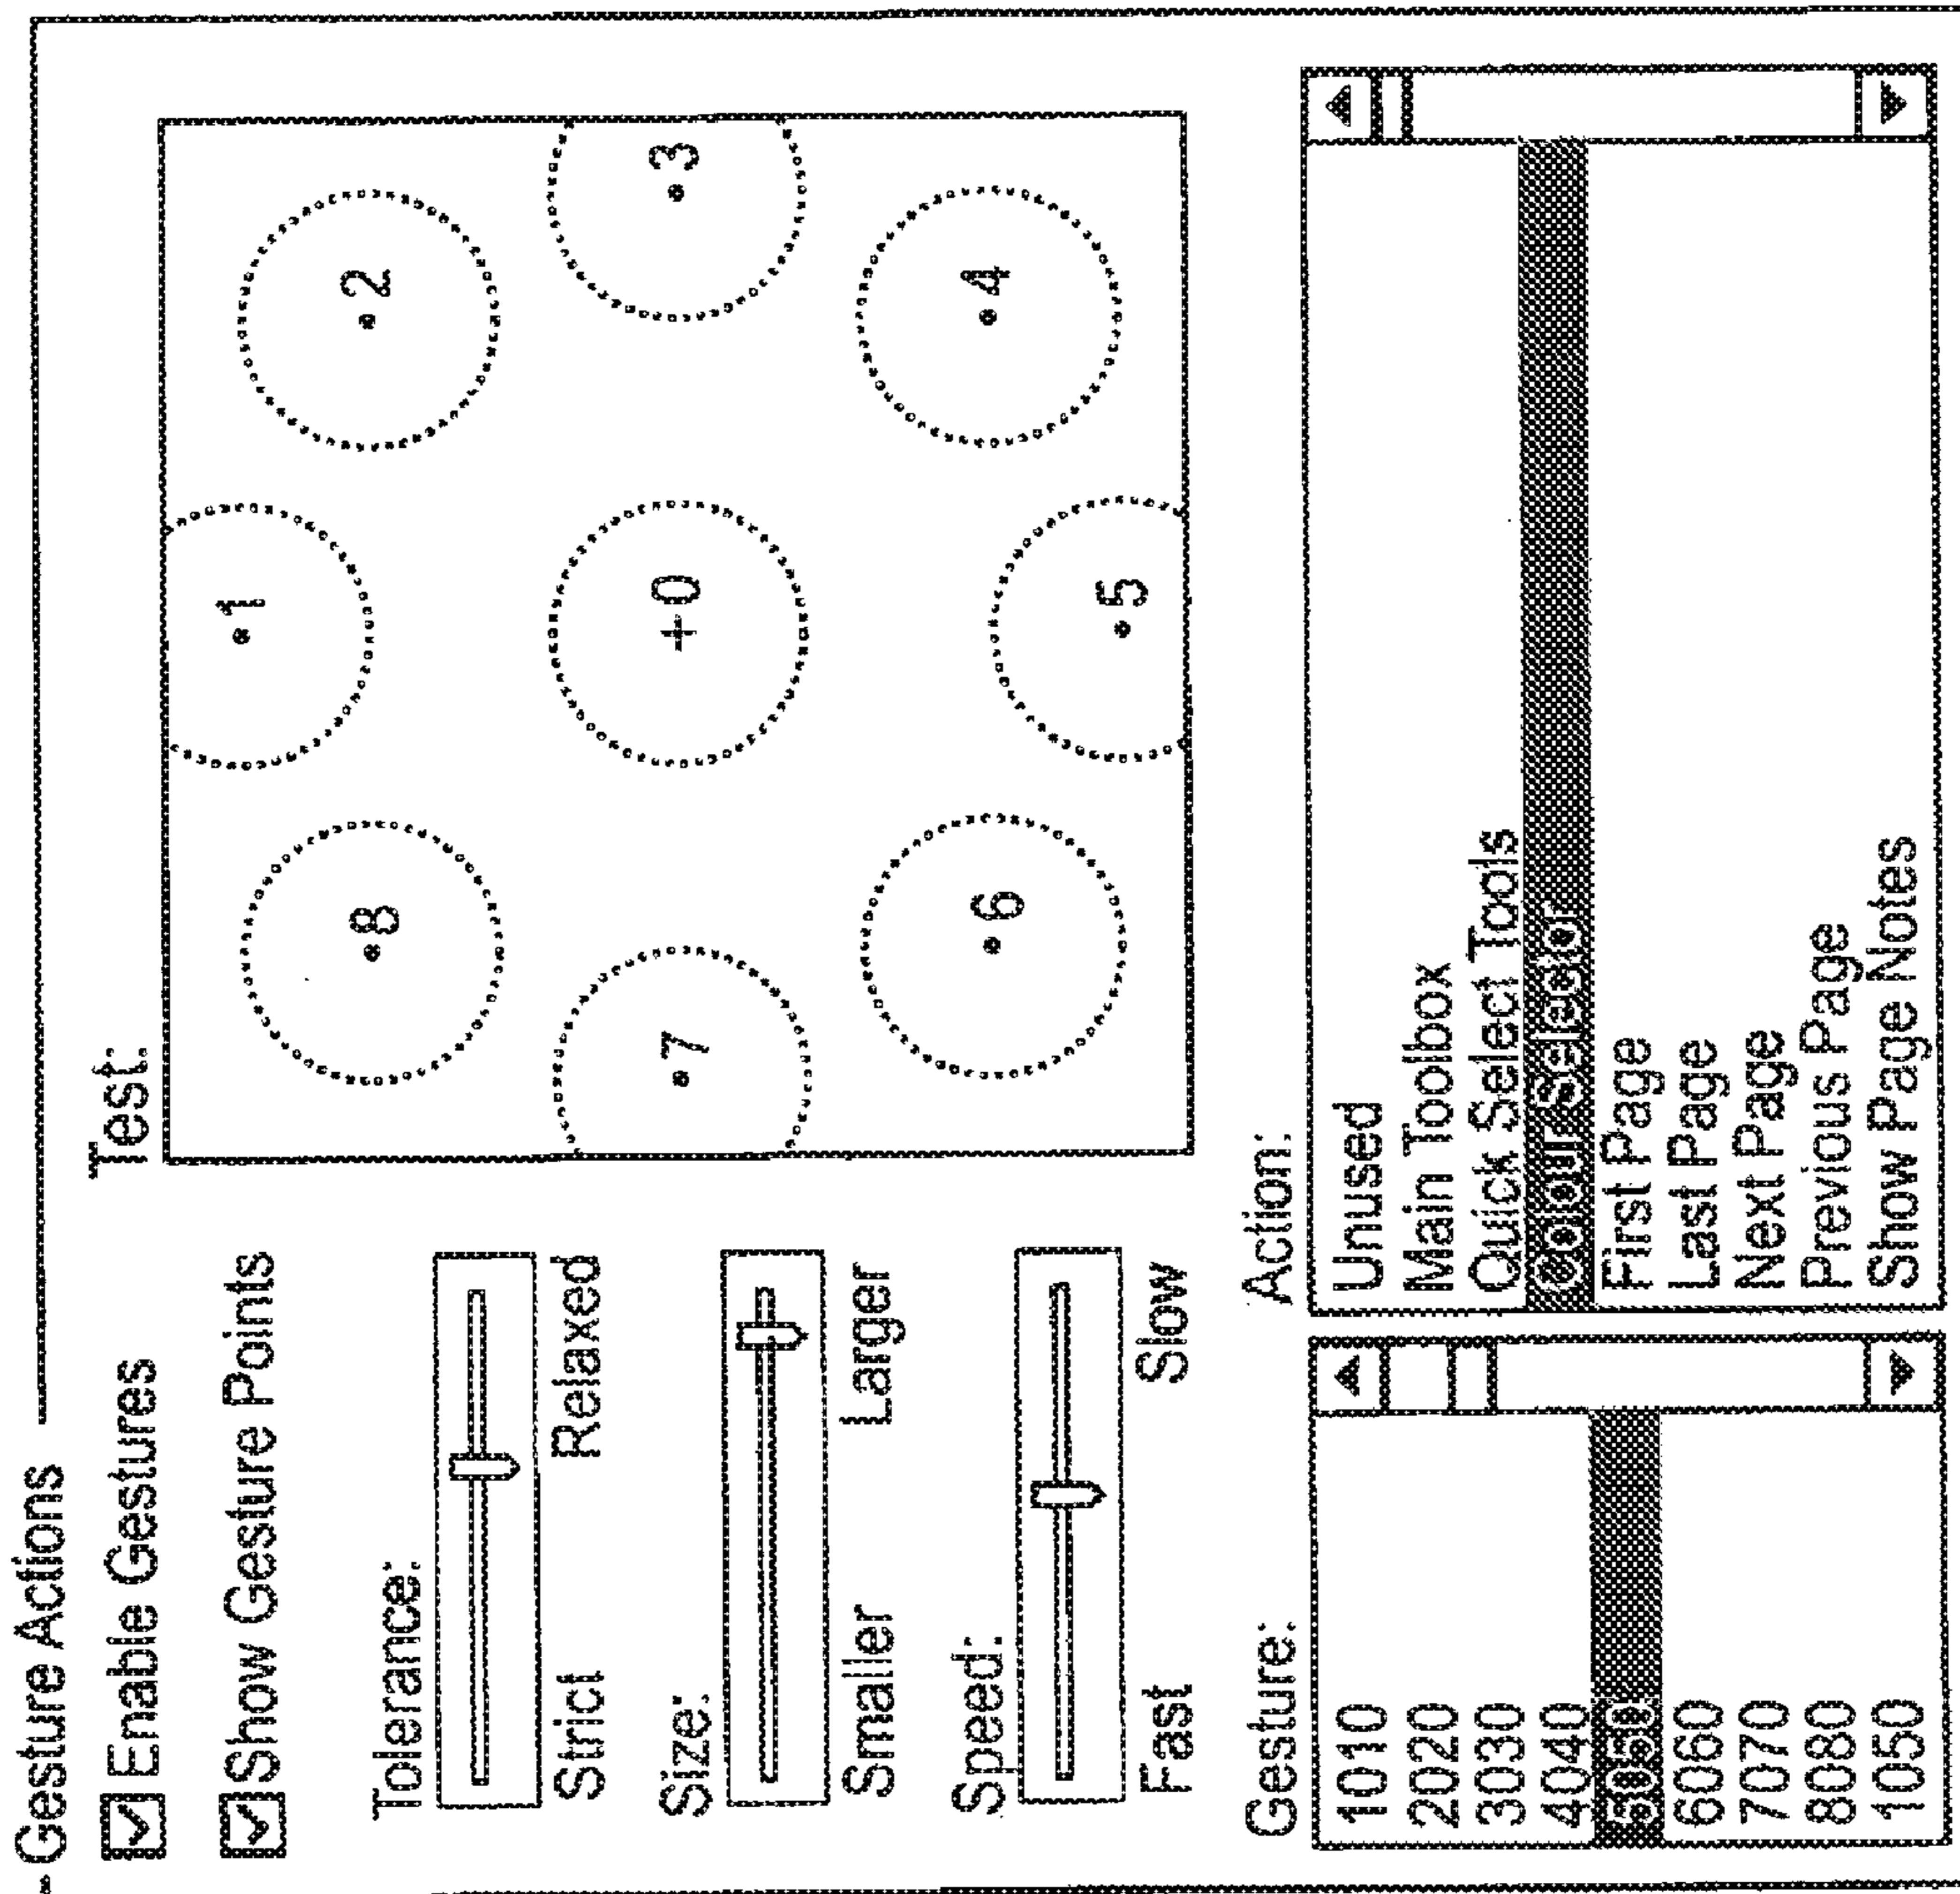 Gesture Actions
Enable Gestures
Show Gesture Points
Tolerance:
Strict Relaxed
Size:
Smaller Larger
Speed:
Fast Slow
Test:
8 1 2
7 +0 3
6 5 4
Gesture:
1010
2020
3030
4040
5050
6060
7070
8080
1050
Action:
Unused
Main Toolbox
Quick Select Tools
Colour Selector
First Page
Last Page
Next Page
Previous Page
Show Page Notes